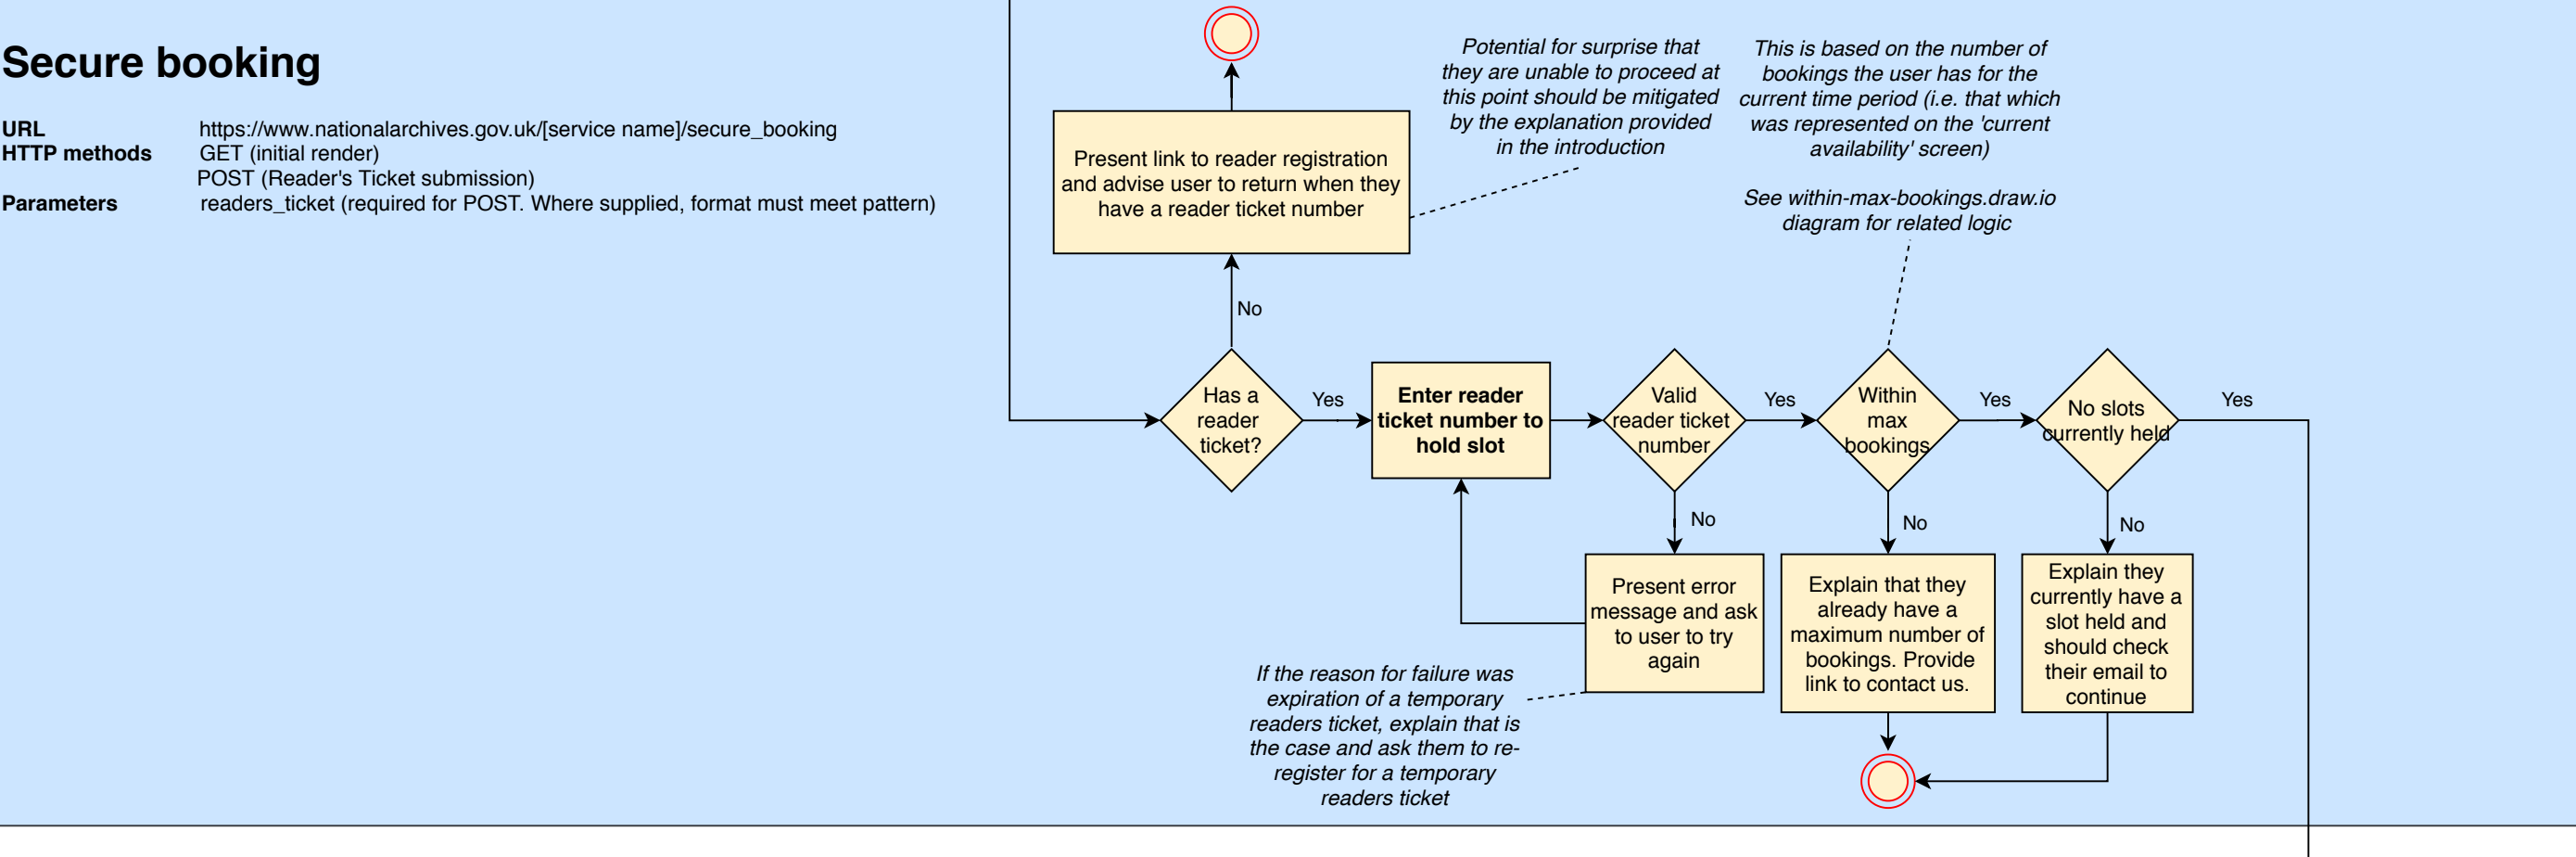 Secure booking
URL https://www.nationalarchives.gov.uk/[service name]/secure_booking
HTTP methods GET (initial render)
POST (Reader's Ticket submission)
Parameters readers_ticket (required for POST. Where supplied, format must meet pattern)
Present link to reader registration
and advise user to return when they
have a reader ticket number
Potential for surprise that
they are unable to proceed at
this point should be mitigated
by the explanation provided
in the introduction
This is based on the number of
bookings the user has for the
current time period (i.e. that which
was represented on the 'current
availability' screen)
See within-max-bookings.draw.io
diagram for related logic
No
Has a
reader
ticket?
Yes
Enter reader
ticket number to
hold slot
Valid
reader ticket
number
Yes
Within
max
bookings
Yes
No slots
currently held
Yes
No
No
No
Present error
message and ask
to user to try
again
Explain that they
already have a
maximum number of
bookings. Provide
link to contact us.
Explain they
currently have a
slot held and
should check
their email to
continue
If the reason for failure was
expiration of a temporary
readers ticket, explain that is
the case and ask them to re-
register for a temporary
readers ticket